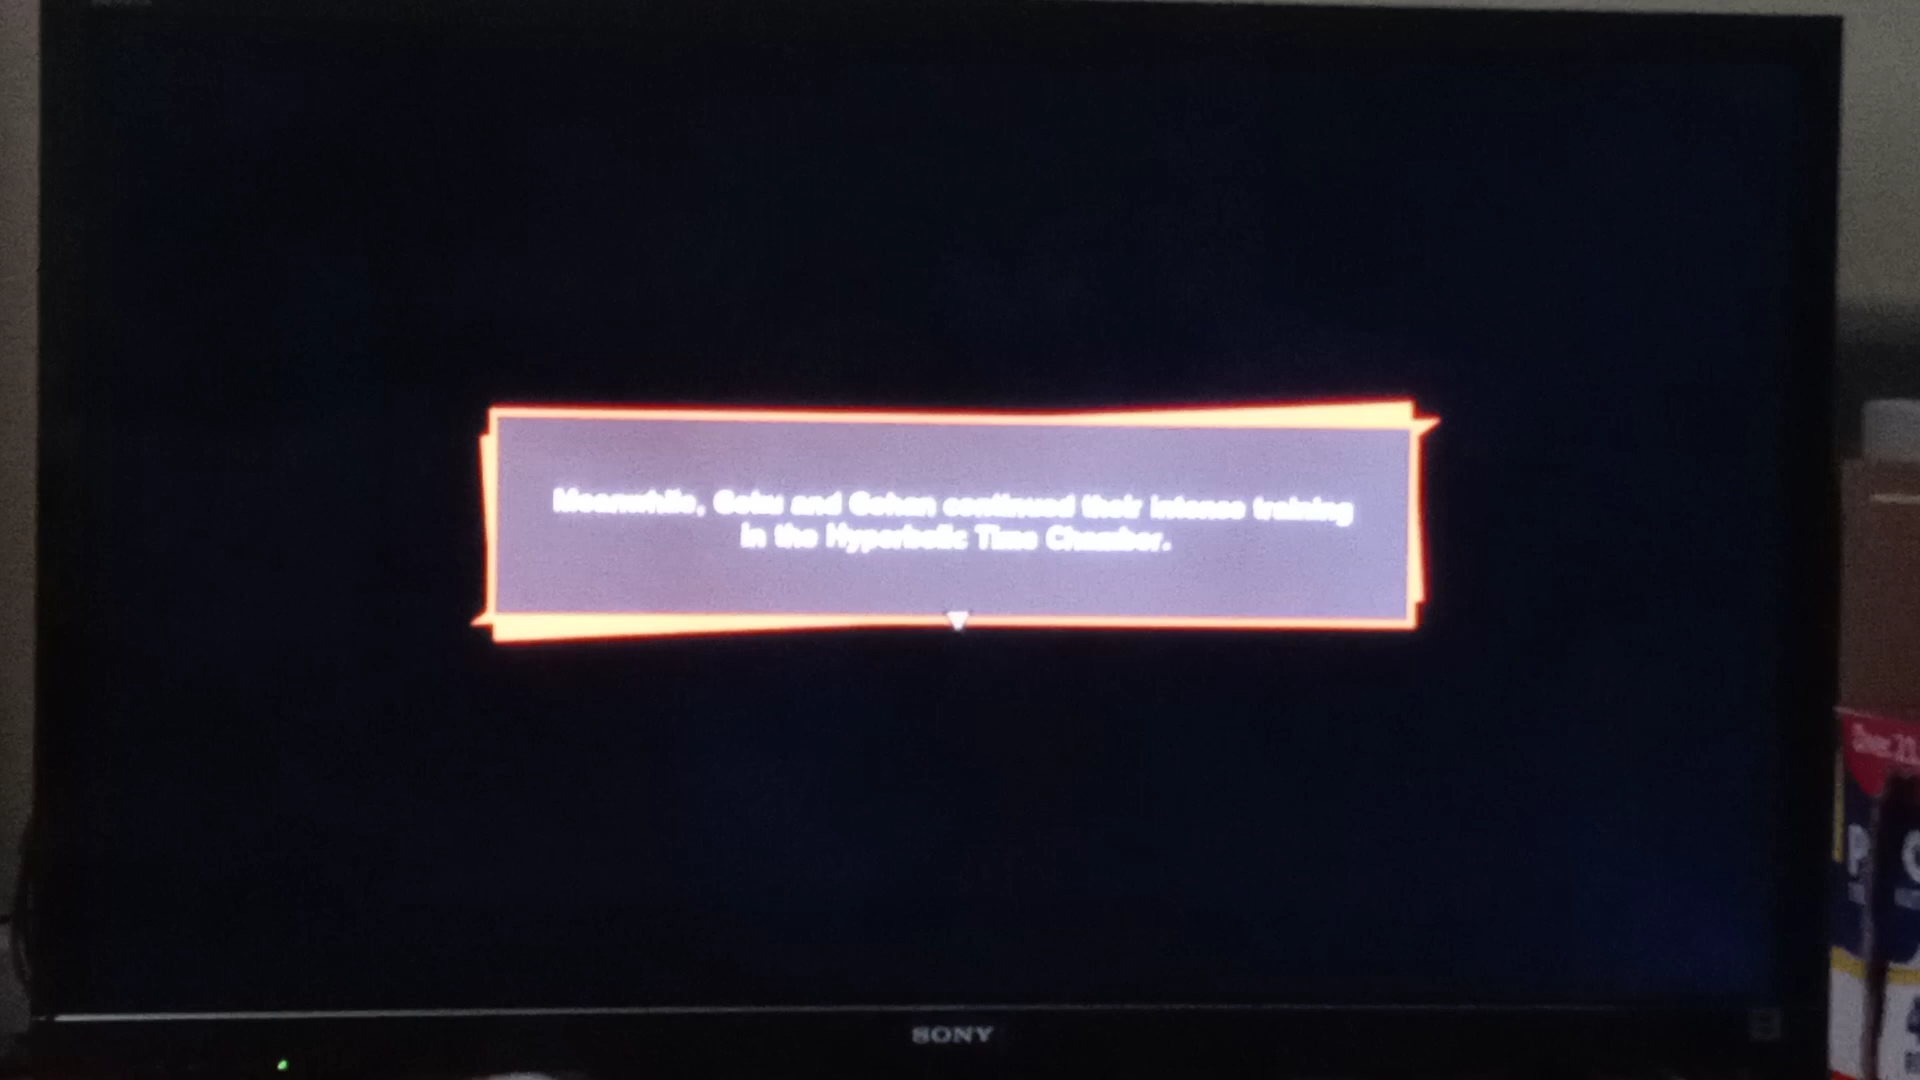 Meanwhile, Goku and Gohan continued their intense training
in the Hyperbolic Time Chamber.
SONY